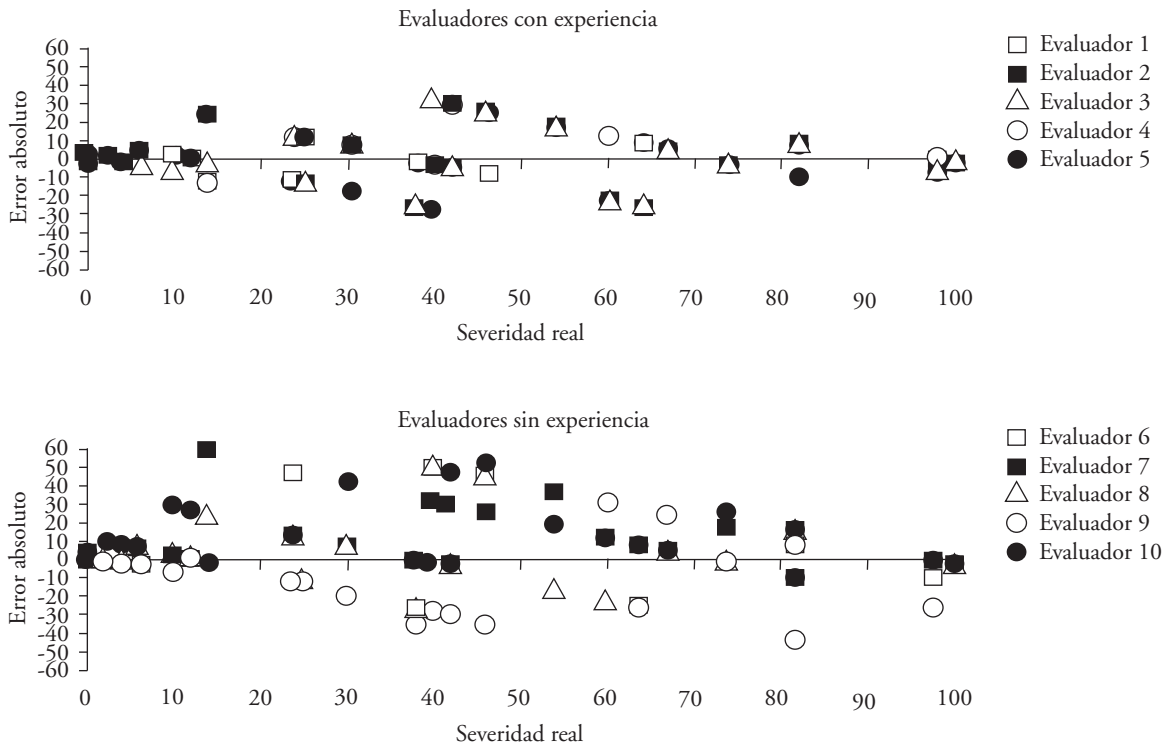 Evaluadores con experiencia
Error absoluto
60
50
40
30
20
10
0
-10
-20
-30
-40
-50
-60
0 10 20 30 40 50 60 70 80 90 100
Severidad real
Evaluador 1
Evaluador 2
Evaluador 3
Evaluador 4
Evaluador 5
Evaluadores sin experiencia
Error absoluto
60
50
40
30
20
10
0
-10
-20
-30
-40
-50
-60
0 10 20 30 40 50 60 70 80 90 100
Severidad real
Evaluador 6
Evaluador 7
Evaluador 8
Evaluador 9
Evaluador 10